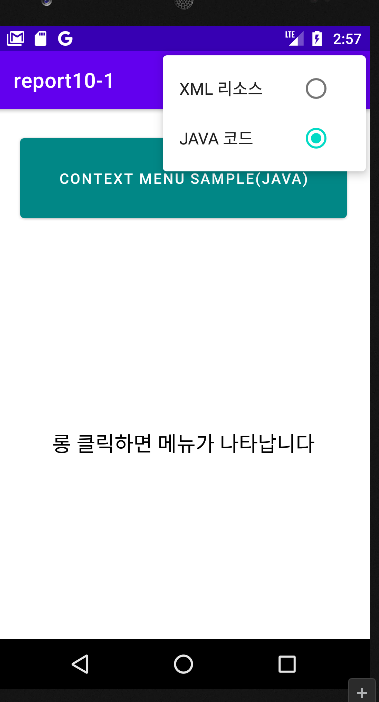 LTE 2:57
report10-1
XML 리소스
JAVA 코드
CONTEXT MENU SAMPLE(JAVA)
롱 클릭하면 메뉴가 나타납니다